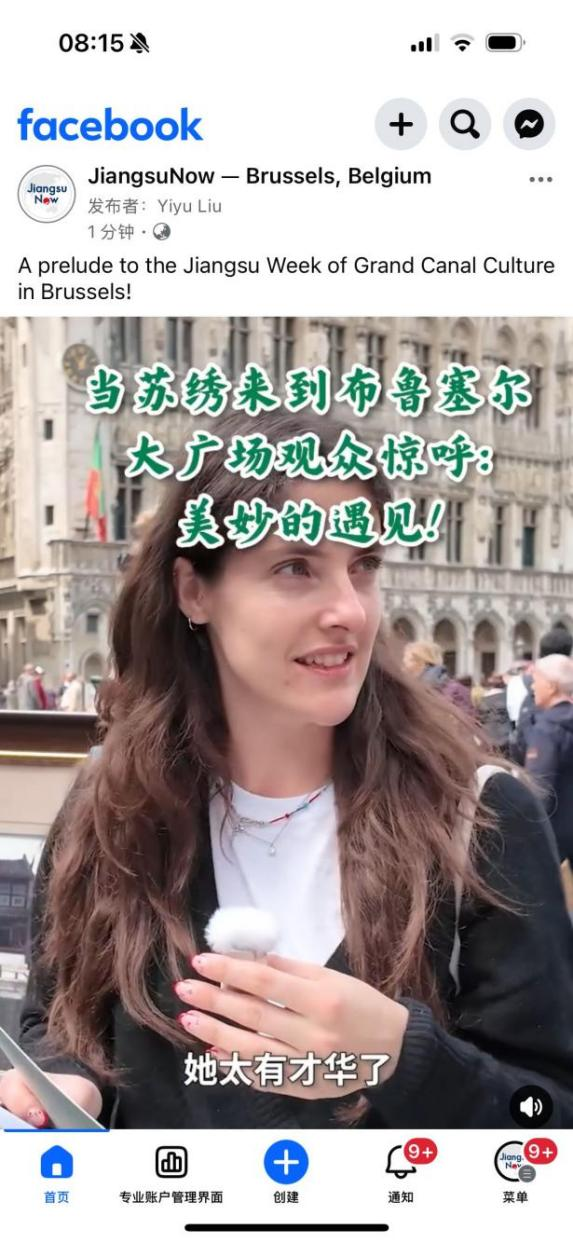 08:15
facebook
Jiangsu
Now
JiangsuNow — Brussels, Belgium
发布者： Yiyu Liu
1 分钟 ·
A prelude to the Jiangsu Week of Grand Canal Culture
in Brussels!
当苏绣来到布鲁塞尔
大广场观众惊呼：
美妙的遇见！
她太有才华了
9+
9+
首页
专业账户管理界面
创建
通知
菜单